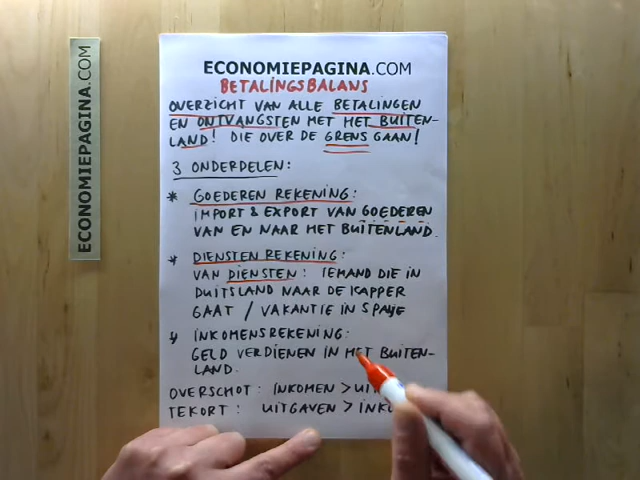 ECONOMIEPAGINA.COM
ECONOMIEPAGINA.COM
BETALINGSBALANS
OVERZICHT VAN ALLE BETALINGEN
EN ONTVANGSTEN MET HET BUITEN-
LAND! DIE OVER DE GRENS GAAN!
3 ONDERDELEN:
* GOEDEREN REKENING:
IMPORT & EXPORT VAN GOEDEREN
VAN EN NAAR HET BUITENLAND.
* DIENSTEN REKENING:
VAN DIENSTEN: IEMAND DIE IN
DUITSLAND NAAR DE KAPPER
GAAT / VAKANTIE IN SPANJE
* INKOMENSREKENING:
GELD VERDIENEN IN HET BUITEN-
LAND.
OVERSCHOT: INKOMEN >
TEKORT: UITGAVEN >